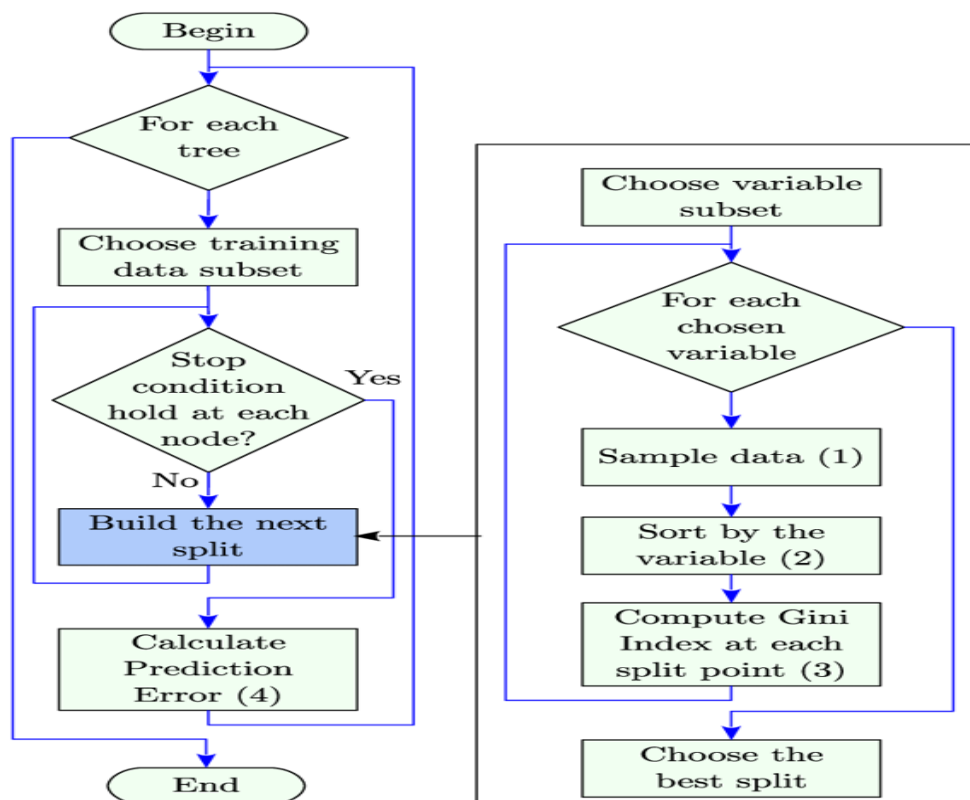 Begin
For each
tree
Choose training
data subset
Stop
condition
hold at each
node?
Yes
No
Build the next
split
Calculate
Prediction
Error (4)
End
Choose variable
subset
For each
chosen
variable
Sample data (1)
Sort by the
variable (2)
Compute Gini
Index at each
split point (3)
Choose the
best split